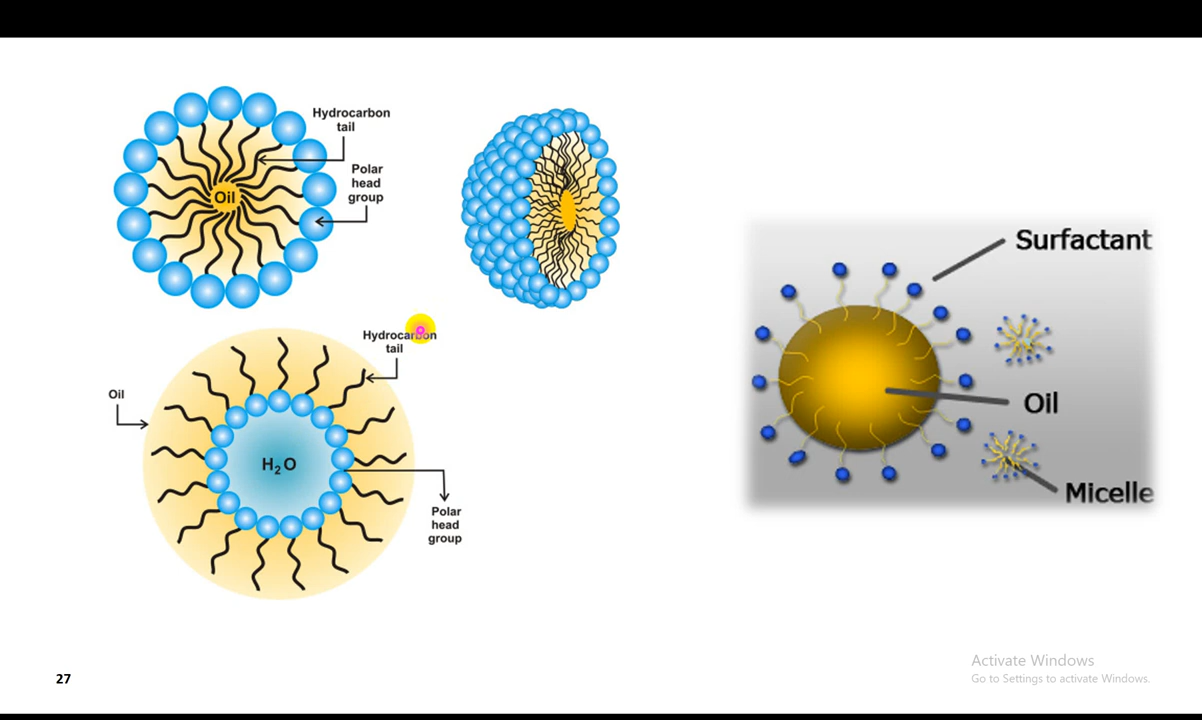 Hydrocarbon
tail
Polar
head
group
Oil
Hydrocarbon
tail
Oil
H₂O
Polar
head
group
Surfactant
Oil
Micelle
27
Activate Windows
Go to Settings to activate Windows.